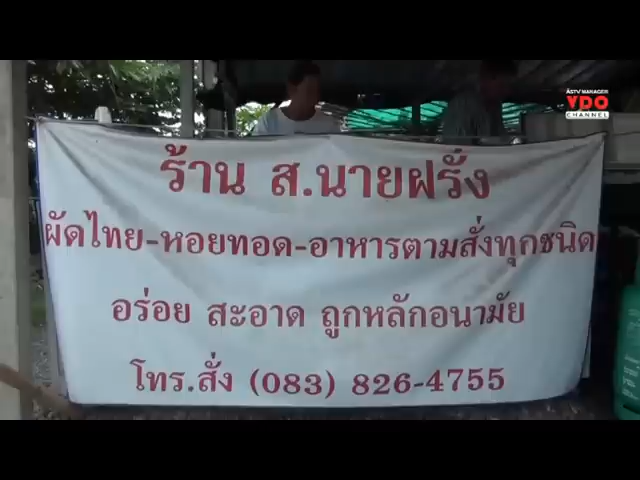 ASTV MANAGER
VDO
CHANNEL
ร้าน ส.นายฝรั่ง
ผัดไทย-หอยทอด-อาหารตามสั่งทุกชนิด
อร่อย สะอาด ถูกหลักอนามัย
โทร.สั่ง (083) 826-4755